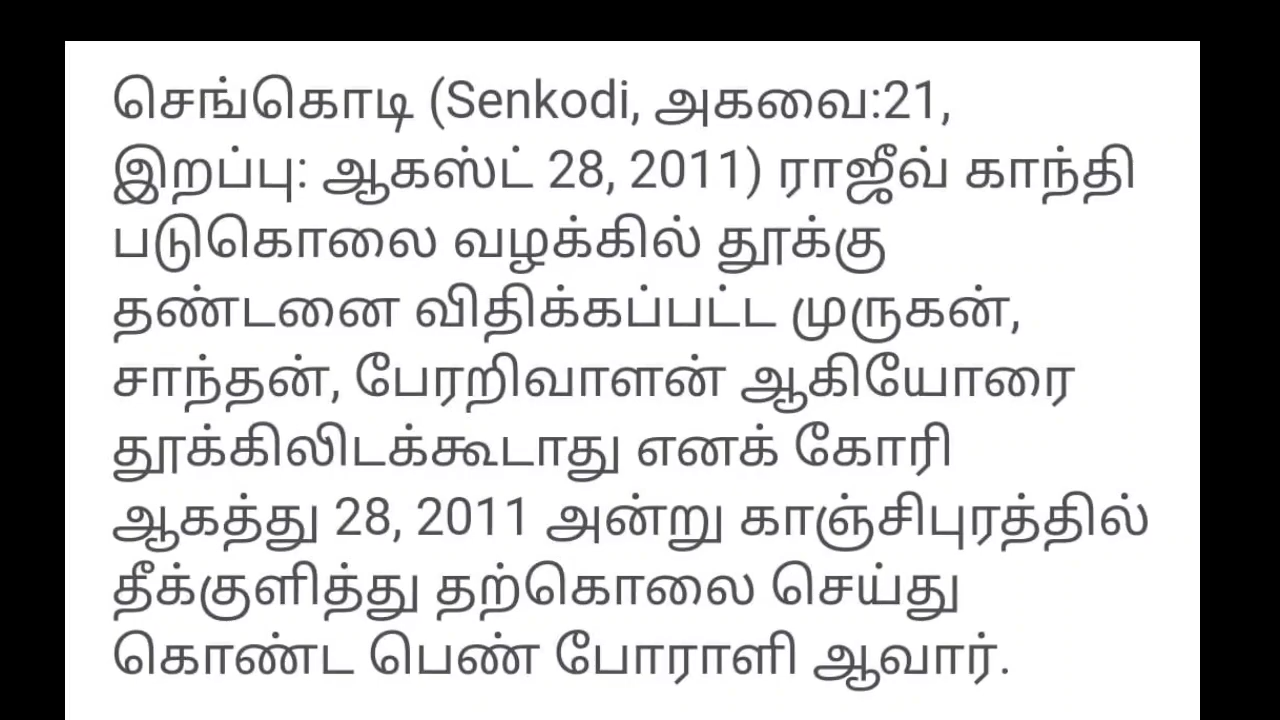 செங்கொடி (Senkodi, அகவை:21,
இறப்பு: ஆகஸ்ட் 28, 2011) ராஜீவ் காந்தி
படுகொலை வழக்கில் தூக்கு
தண்டனை விதிக்கப்பட்ட முருகன்,
சாந்தன், பேரறிவாளன் ஆகியோரை
தூக்கிலிடக்கூடாது எனக் கோரி
ஆகத்து 28, 2011 அன்று காஞ்சிபுரத்தில்
தீக்குளித்து தற்கொலை செய்து
கொண்ட பெண் போராளி ஆவார்.